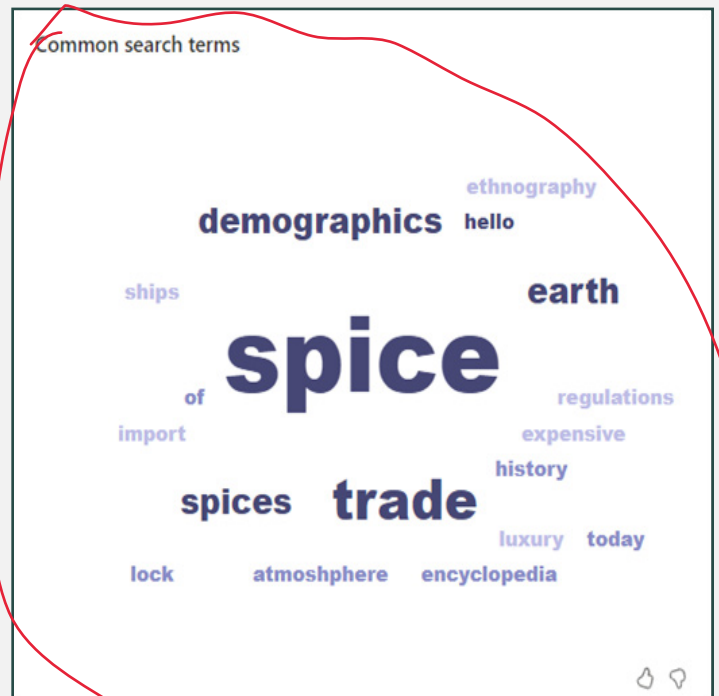 Common search terms
ethnography
demographics hello
ships earth
spice
of regulations
import expensive
history
spices trade
luxury today
lock atmoshphere encyclopedia